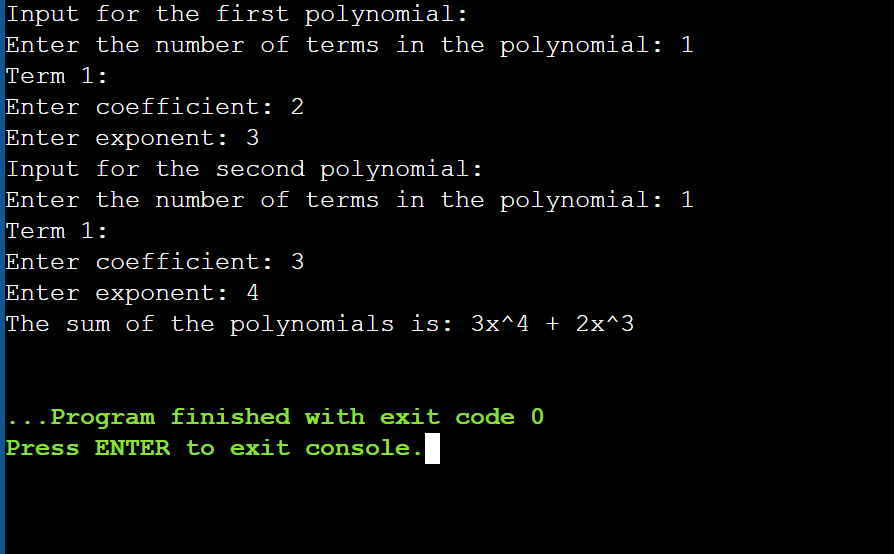 Input for the first polynomial:
Enter the number of terms in the polynomial: 1
Term 1:
Enter coefficient: 2
Enter exponent: 3
Input for the second polynomial:
Enter the number of terms in the polynomial: 1
Term 1:
Enter coefficient: 3
Enter exponent: 4
The sum of the polynomials is: 3x^4 + 2x^3
...Program finished with exit code 0
Press ENTER to exit console.